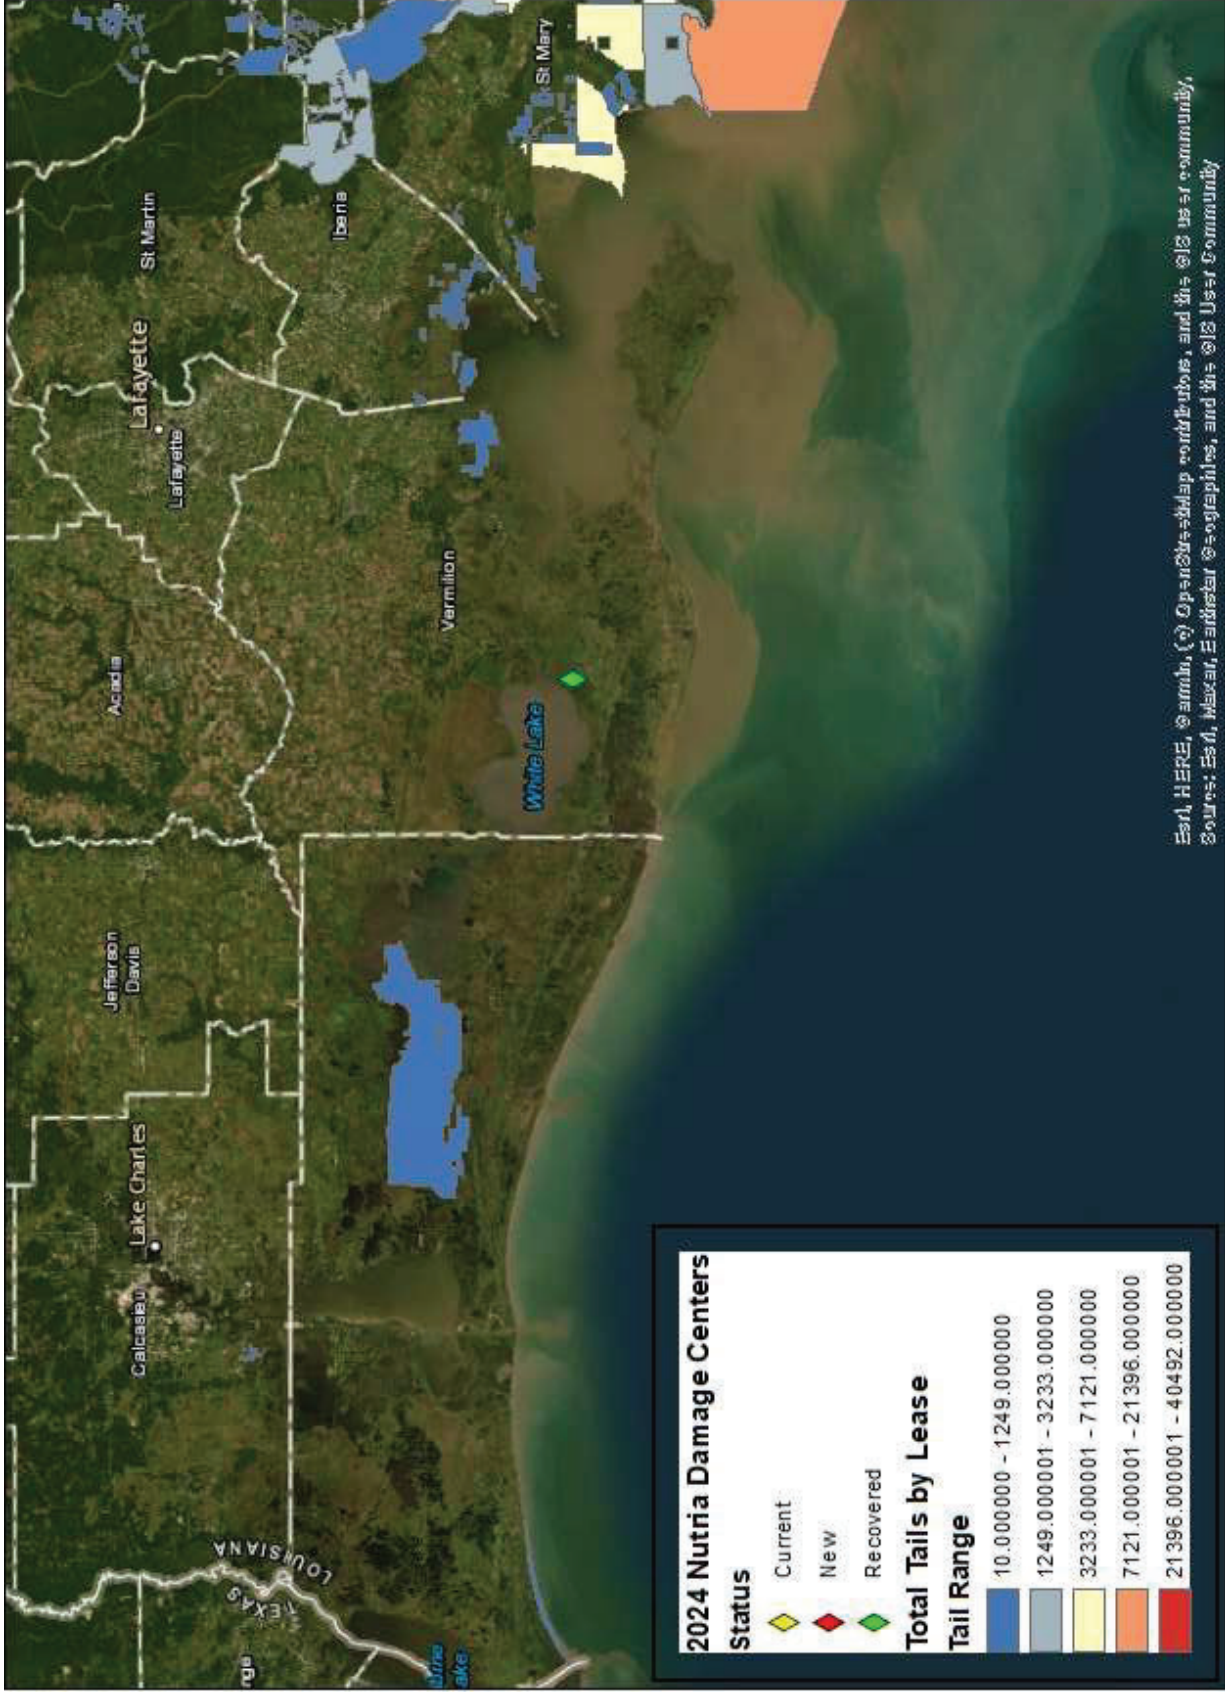 St Martin
Lafayette
Lafayette
Acadia
Jefferson
Davis
Lake Charles
Calcasieu
Iberia
St Mary
Vermilion
White Lake
LOUISIANA
TEXAS
2024 Nutria Damage Centers
Status
Current
New
Recovered
Total Tails by Lease
Tail Range
10.000000 - 1249.000000
1249.000001 - 3233.000000
3233.000001 - 7121.000000
7121.000001 - 21396.000000
21396.000001 - 40492.000000
Esri, HERE, Garmin, (c) OpenStreetMap contributors, and the GIS user community,
Source: Esri, Maxar, Earthstar Geographics, and the GIS User Community